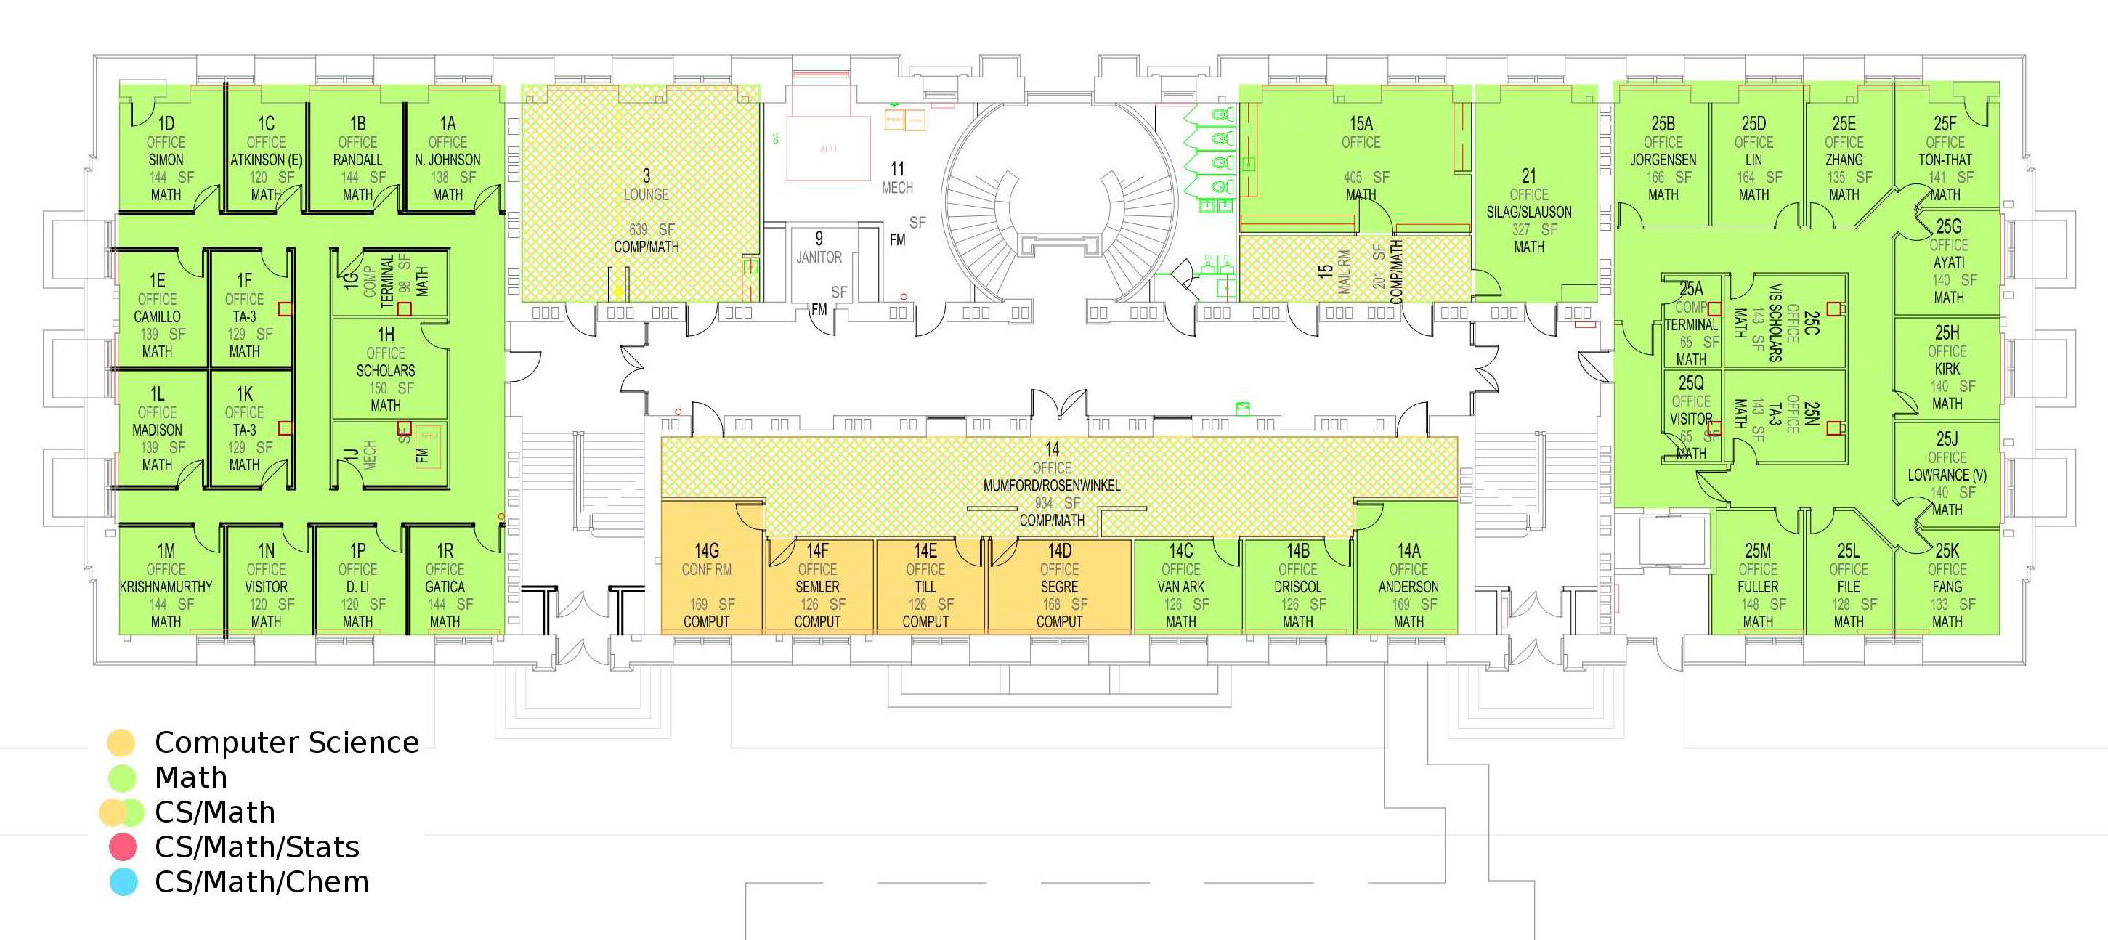 1D
OFFICE
SIMON
144 SF
MATH
1C
OFFICE
ATKINSON (E)
120 SF
MATH
1B
OFFICE
RANDALL
144 SF
MATH
1A
OFFICE
N. JOHNSON
138 SF
MATH
3
LOUNGE
639 SF
COMP/MATH
11
MECH
SF
FM
9
JANITOR
SF
FM
15A
OFFICE
405 SF
MATH
15
MAIL RM
201 SF
COMP/MATH
21
OFFICE
SILAG/SLAUSON
327 SF
MATH
25B
OFFICE
JORGENSEN
166 SF
MATH
25D
OFFICE
LIN
164 SF
MATH
25E
OFFICE
ZHANG
135 SF
MATH
25F
OFFICE
TON-THAT
141 SF
MATH
1E
OFFICE
CAMILLO
139 SF
MATH
1F
OFFICE
TA-3
129 SF
MATH
1G
COMP
TERMINAL
98 SF
MATH
1H
OFFICE
SCHOLARS
150 SF
MATH
25A
COMP
TERMINAL
65 SF
MATH
25C
OFFICE
VIS SCHOLARS
143 SF
MATH
25G
OFFICE
AYATI
140 SF
MATH
25H
OFFICE
KIRK
140 SF
MATH
1L
OFFICE
MADISON
139 SF
MATH
1K
OFFICE
TA-3
129 SF
MATH
1J
MECH
SF
FM
14
OFFICE
MUMFORD/ROSENWINKEL
934 SF
COMP/MATH
25Q
OFFICE
VISITOR
65 SF
MATH
25N
OFFICE
TA-3
143 SF
MATH
25J
OFFICE
LOWRANCE (V)
140 SF
MATH
1M
OFFICE
KRISHNAMURTHY
144 SF
MATH
1N
OFFICE
VISITOR
120 SF
MATH
1P
OFFICE
D. LI
120 SF
MATH
1R
OFFICE
GATICA
144 SF
MATH
14G
CONF RM
169 SF
COMPUT
14F
OFFICE
SEMLER
126 SF
COMPUT
14E
OFFICE
TILL
126 SF
COMPUT
14D
OFFICE
SEGRE
168 SF
COMPUT
14C
OFFICE
VAN ARK
126 SF
MATH
14B
OFFICE
DRISCOL
126 SF
MATH
14A
OFFICE
ANDERSON
169 SF
MATH
25M
OFFICE
FULLER
148 SF
MATH
25L
OFFICE
FILE
128 SF
MATH
25K
OFFICE
FANG
133 SF
MATH
Computer Science
Math
CS/Math
CS/Math/Stats
CS/Math/Chem